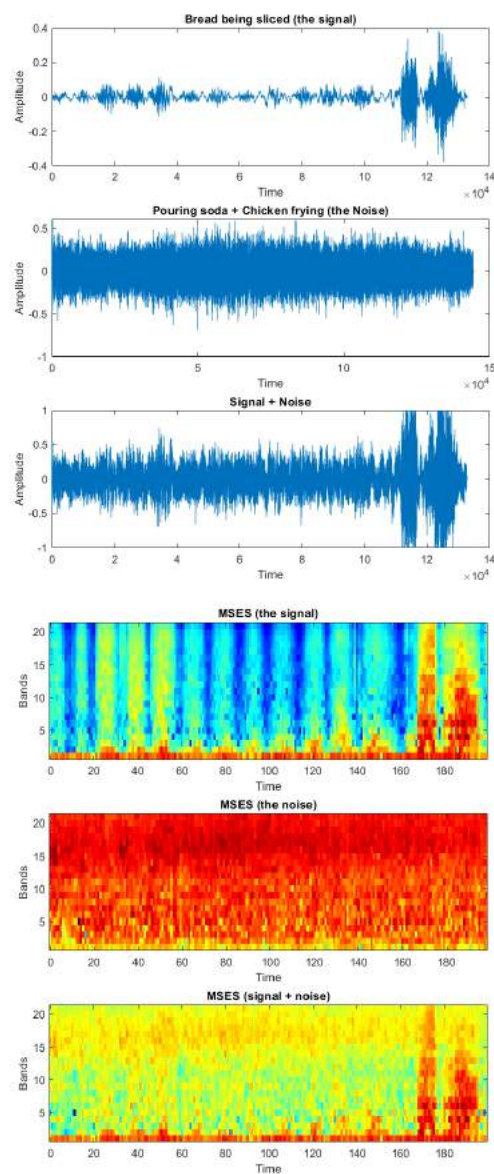 Bread being sliced (the signal)
0.4
0.2
0
-0.2
-0.4
Amplitude
0 2 4 6 8 10 12 14
Time
× 10⁴
Pouring soda + Chicken frying (the Noise)
0.5
0
-0.5
-1
Amplitude
0 5 10 15
Time
× 10⁴
Signal + Noise
1
0.5
0
-0.5
-1
Amplitude
0 2 4 6 8 10 12 14
Time
× 10⁴
MSES (the signal)
20
15
10
5
Bands
0 20 40 60 80 100 120 140 160 180
Time
MSES (the noise)
20
15
10
5
Bands
0 20 40 60 80 100 120 140 160 180
Time
MSES (signal + noise)
20
15
10
5
Bands
0 20 40 60 80 100 120 140 160 180
Time